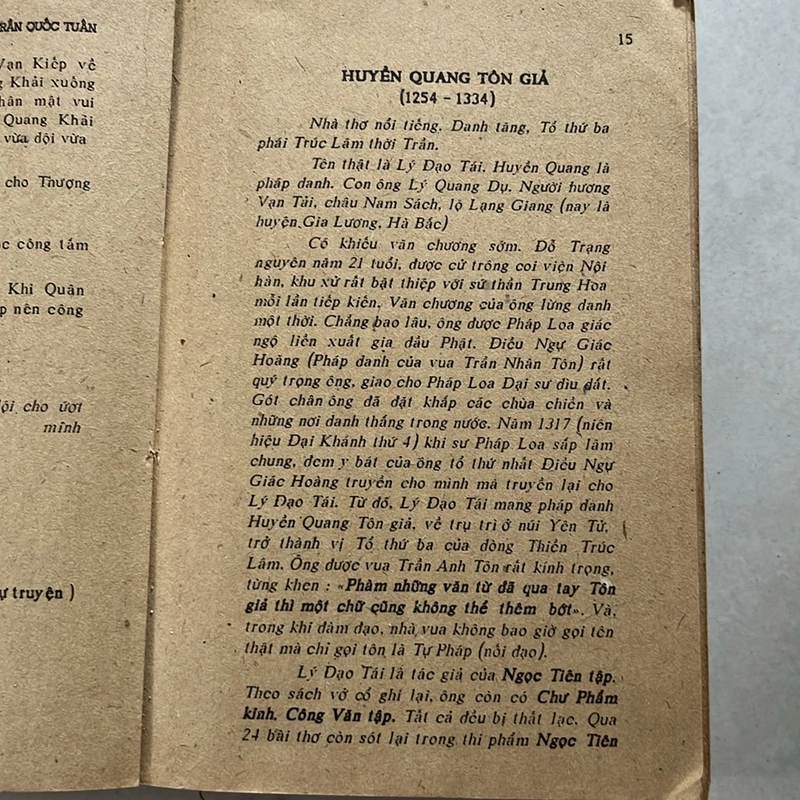 RẦN QUỐC TUẤN
Vạn Kiếp về
g Khải xuống
hân mật vui
Quang Khải
vừa dội vừa
cho Thượng
ác công tắm
Khi Quận
p nên công
ội cho ướt
mình
ự truyện )
15
HUYỀN QUANG TÔN GIẢ
(1254 - 1334)
Nhà thơ nổi tiếng. Danh tăng, Tổ thứ ba
phái Trúc Lâm thời Trần.
Tên thật là Lý Đạo Tái. Huyền Quang là
pháp danh. Con ông Lý Quang Dụ. Người hương
Vạn Tải, châu Nam Sách, lộ Lạng Giang (nay là
huyện Gia Lương, Hà Bắc)
Có khiếu văn chương sớm. Đỗ Trạng
nguyên năm 21 tuổi, được cử trông coi viện Nội
hàn, khu xử rất bặt thiệp với sứ thần Trung Hoa
mỗi lần tiếp kiến, Văn chương của ông lừng danh
một thời. Chẳng bao lâu, ông được Pháp Loa giác
ngộ liền xuất gia đầu Phật. Điều Ngự Giác
Hoàng (Pháp danh của vua Trần Nhân Tôn) rất
quý trọng ông, giao cho Pháp Loa Đại sư dìu dắt.
Gót chân ông đã đặt khắp các chùa chiền và
những nơi danh thắng trong nước. Năm 1317 (niên
hiệu Đại Khánh thứ 4) khi sư Pháp Loa sắp lâm
chung, đem y bát của ông tổ thứ nhất Điều Ngự
Giác Hoàng truyền cho mình mà truyền lại cho
Lý Đạo Tái. Từ đó, Lý Đạo Tái mang pháp danh
Huyền Quang Tôn giả, về trụ trì ở núi Yên Tử,
trở thành vị Tổ thứ ba của dòng Thiền Trúc
Lâm. Ông được vua Trần Anh Tôn rất kính trọng,
từng khen : «Phàm những văn từ đã qua tay Tôn
giả thì một chữ cũng không thể thêm bớt». Và,
trong khi đàm đạo, nhà vua không bao giờ gọi tên
thật mà chỉ gọi tôn là Tự Pháp (nối đạo).
Lý Đạo Tái là tác giả của Ngọc Tiên tập.
Theo sách vở cổ ghi lại, ông còn có Chư Phẩm
kinh. Công Văn tập. Tất cả đều bị thất lạc. Qua
24 bài thơ còn sót lại trong thi phẩm Ngọc Tiên